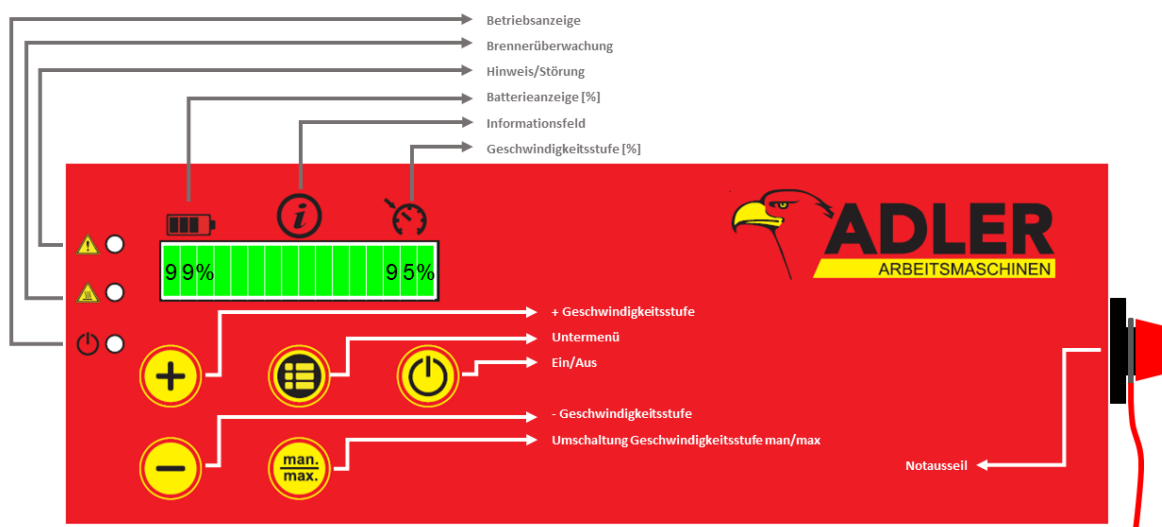 Betriebsanzeige
Brennerüberwachung
Hinweis/Störung
Batterieanzeige [%]
Informationsfeld
Geschwindigkeitsstufe [%]
i
ADLER
ARBEITSMASCHINEN
99% 95%
+ Geschwindigkeitsstufe
Untermenü
Ein/Aus
+
- Geschwindigkeitsstufe
Umschaltung Geschwindigkeitsstufe man/max
−
man.
max.
Notausseil